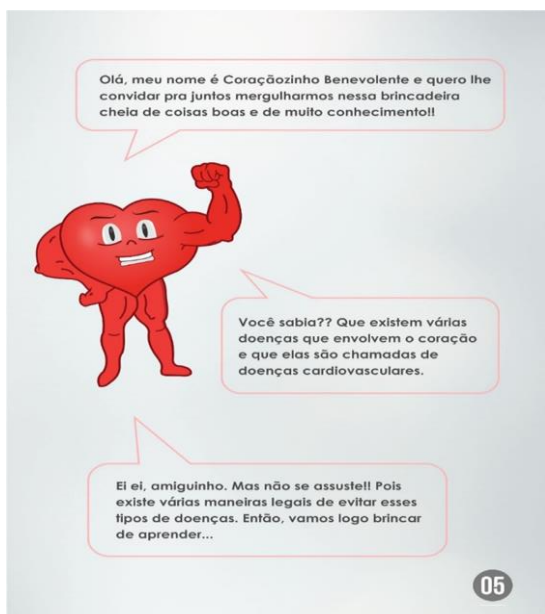 Olá, meu nome é Coraçãozinho Benevolente e quero lhe
convidar pra juntos mergulharmos nessa brincadeira
cheia de coisas boas e de muito conhecimento!!
Você sabia?? Que existem várias
doenças que envolvem o coração
e que elas são chamadas de
doenças cardiovasculares.
Ei ei, amiguinho. Mas não se assuste!! Pois
existe várias maneiras legais de evitar esses
tipos de doenças. Então, vamos logo brincar
de aprender...
05